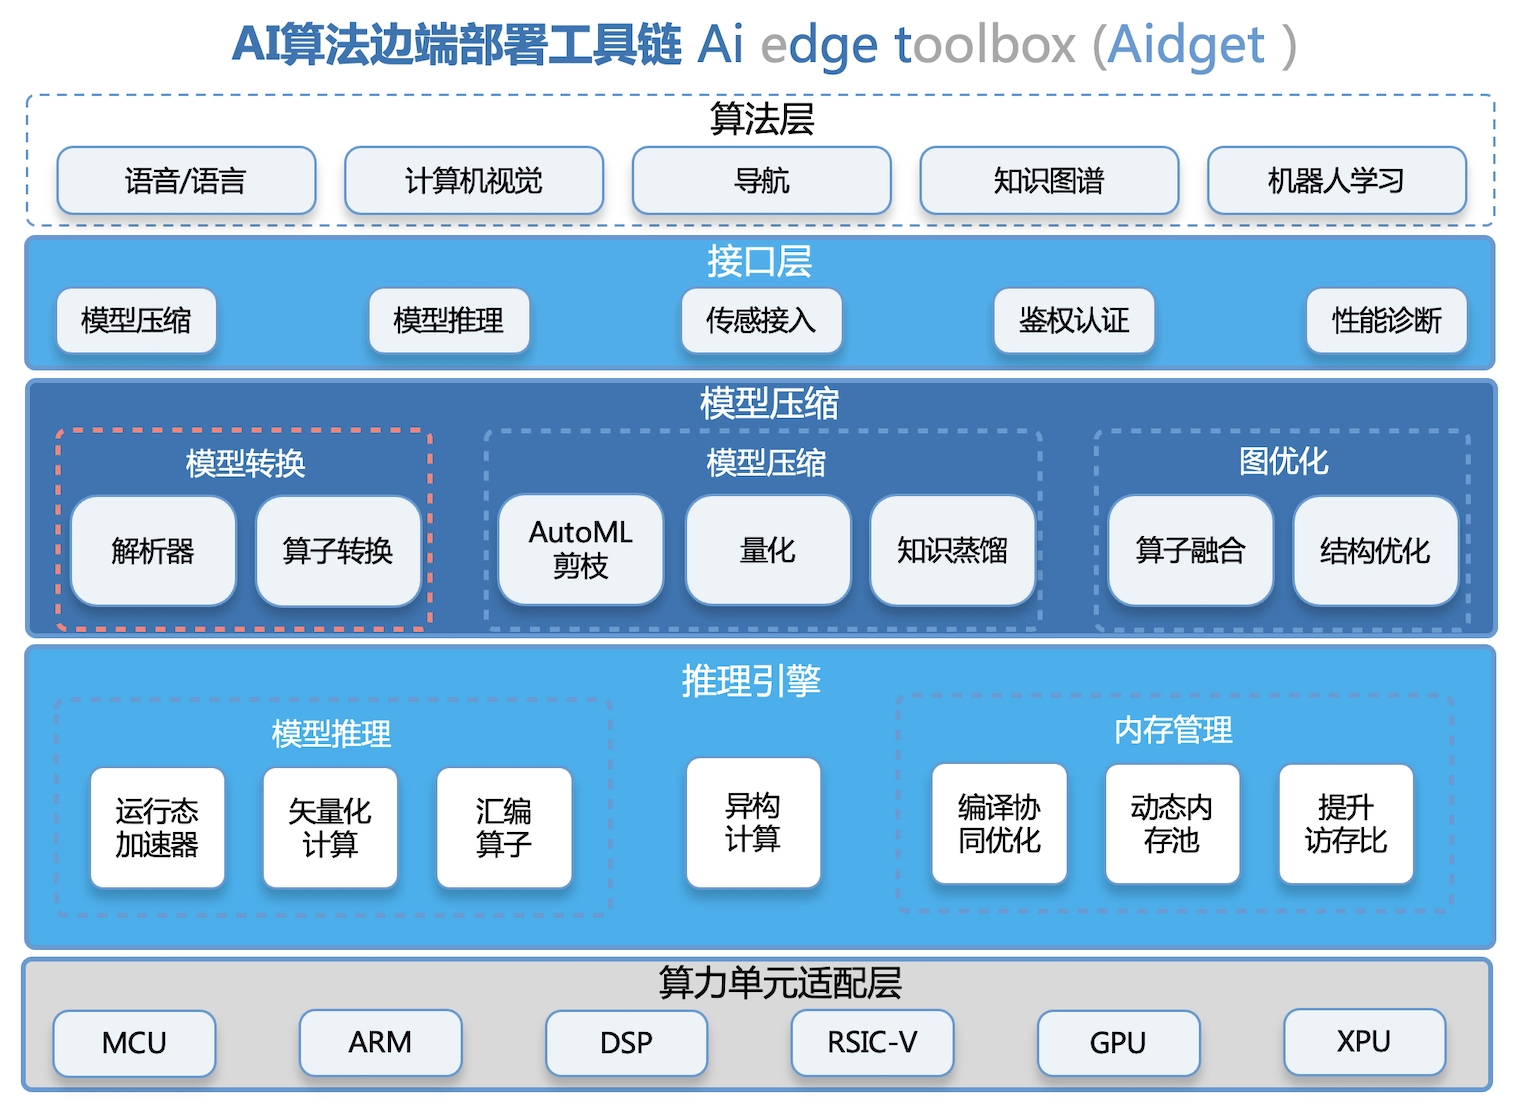 AI算法边端部署工具链 Ai edge toolbox (Aidget )
算法层
语音/语言
计算机视觉
导航
知识图谱
机器人学习
接口层
模型压缩
模型推理
传感接入
鉴权认证
性能诊断
模型压缩
模型转换
解析器
算子转换
模型压缩
AutoML
剪枝
量化
知识蒸馏
图优化
算子融合
结构优化
推理引擎
模型推理
运行态
加速器
矢量化
计算
汇编
算子
异构
计算
内存管理
编译协
同优化
动态内
存池
提升
访存比
算力单元适配层
MCU
ARM
DSP
RSIC-V
GPU
XPU